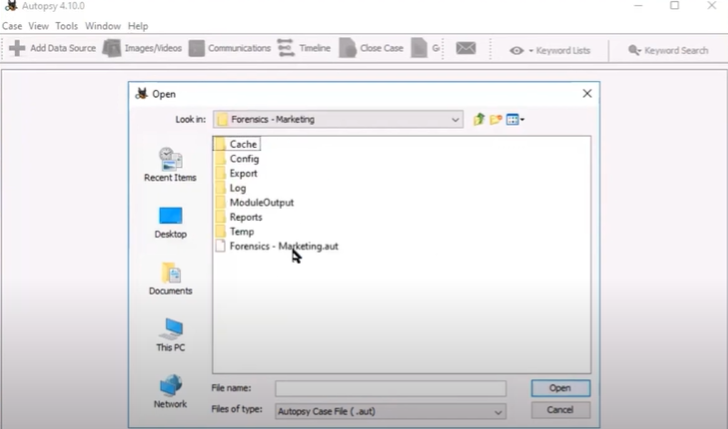 Autopsy 4.10.0
Case View Tools Window Help
Add Data Source Images/Videos Communications Timeline Close Case G Keyword Lists Keyword Search
Open
Look in: Forensics - Marketing
Recent Items
Desktop
Documents
This PC
Network
Cache
Config
Export
Log
ModuleOutput
Reports
Temp
Forensics - Marketing.aut
File name: Open
Files of type: Autopsy Case File ( .aut) Cancel